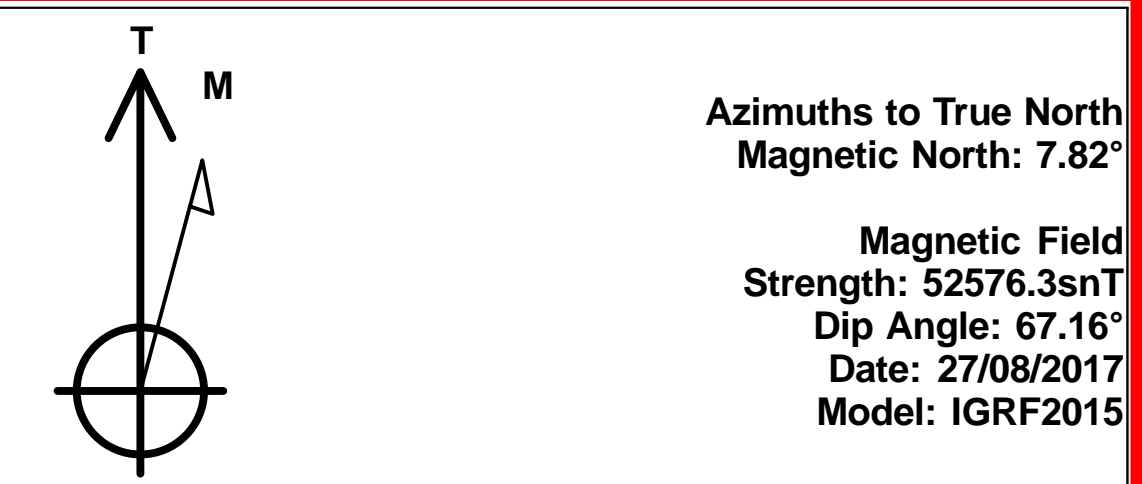 T
M
Azimuths to True North
Magnetic North: 7.82°
Magnetic Field
Strength: 52576.3snT
Dip Angle: 67.16°
Date: 27/08/2017
Model: IGRF2015